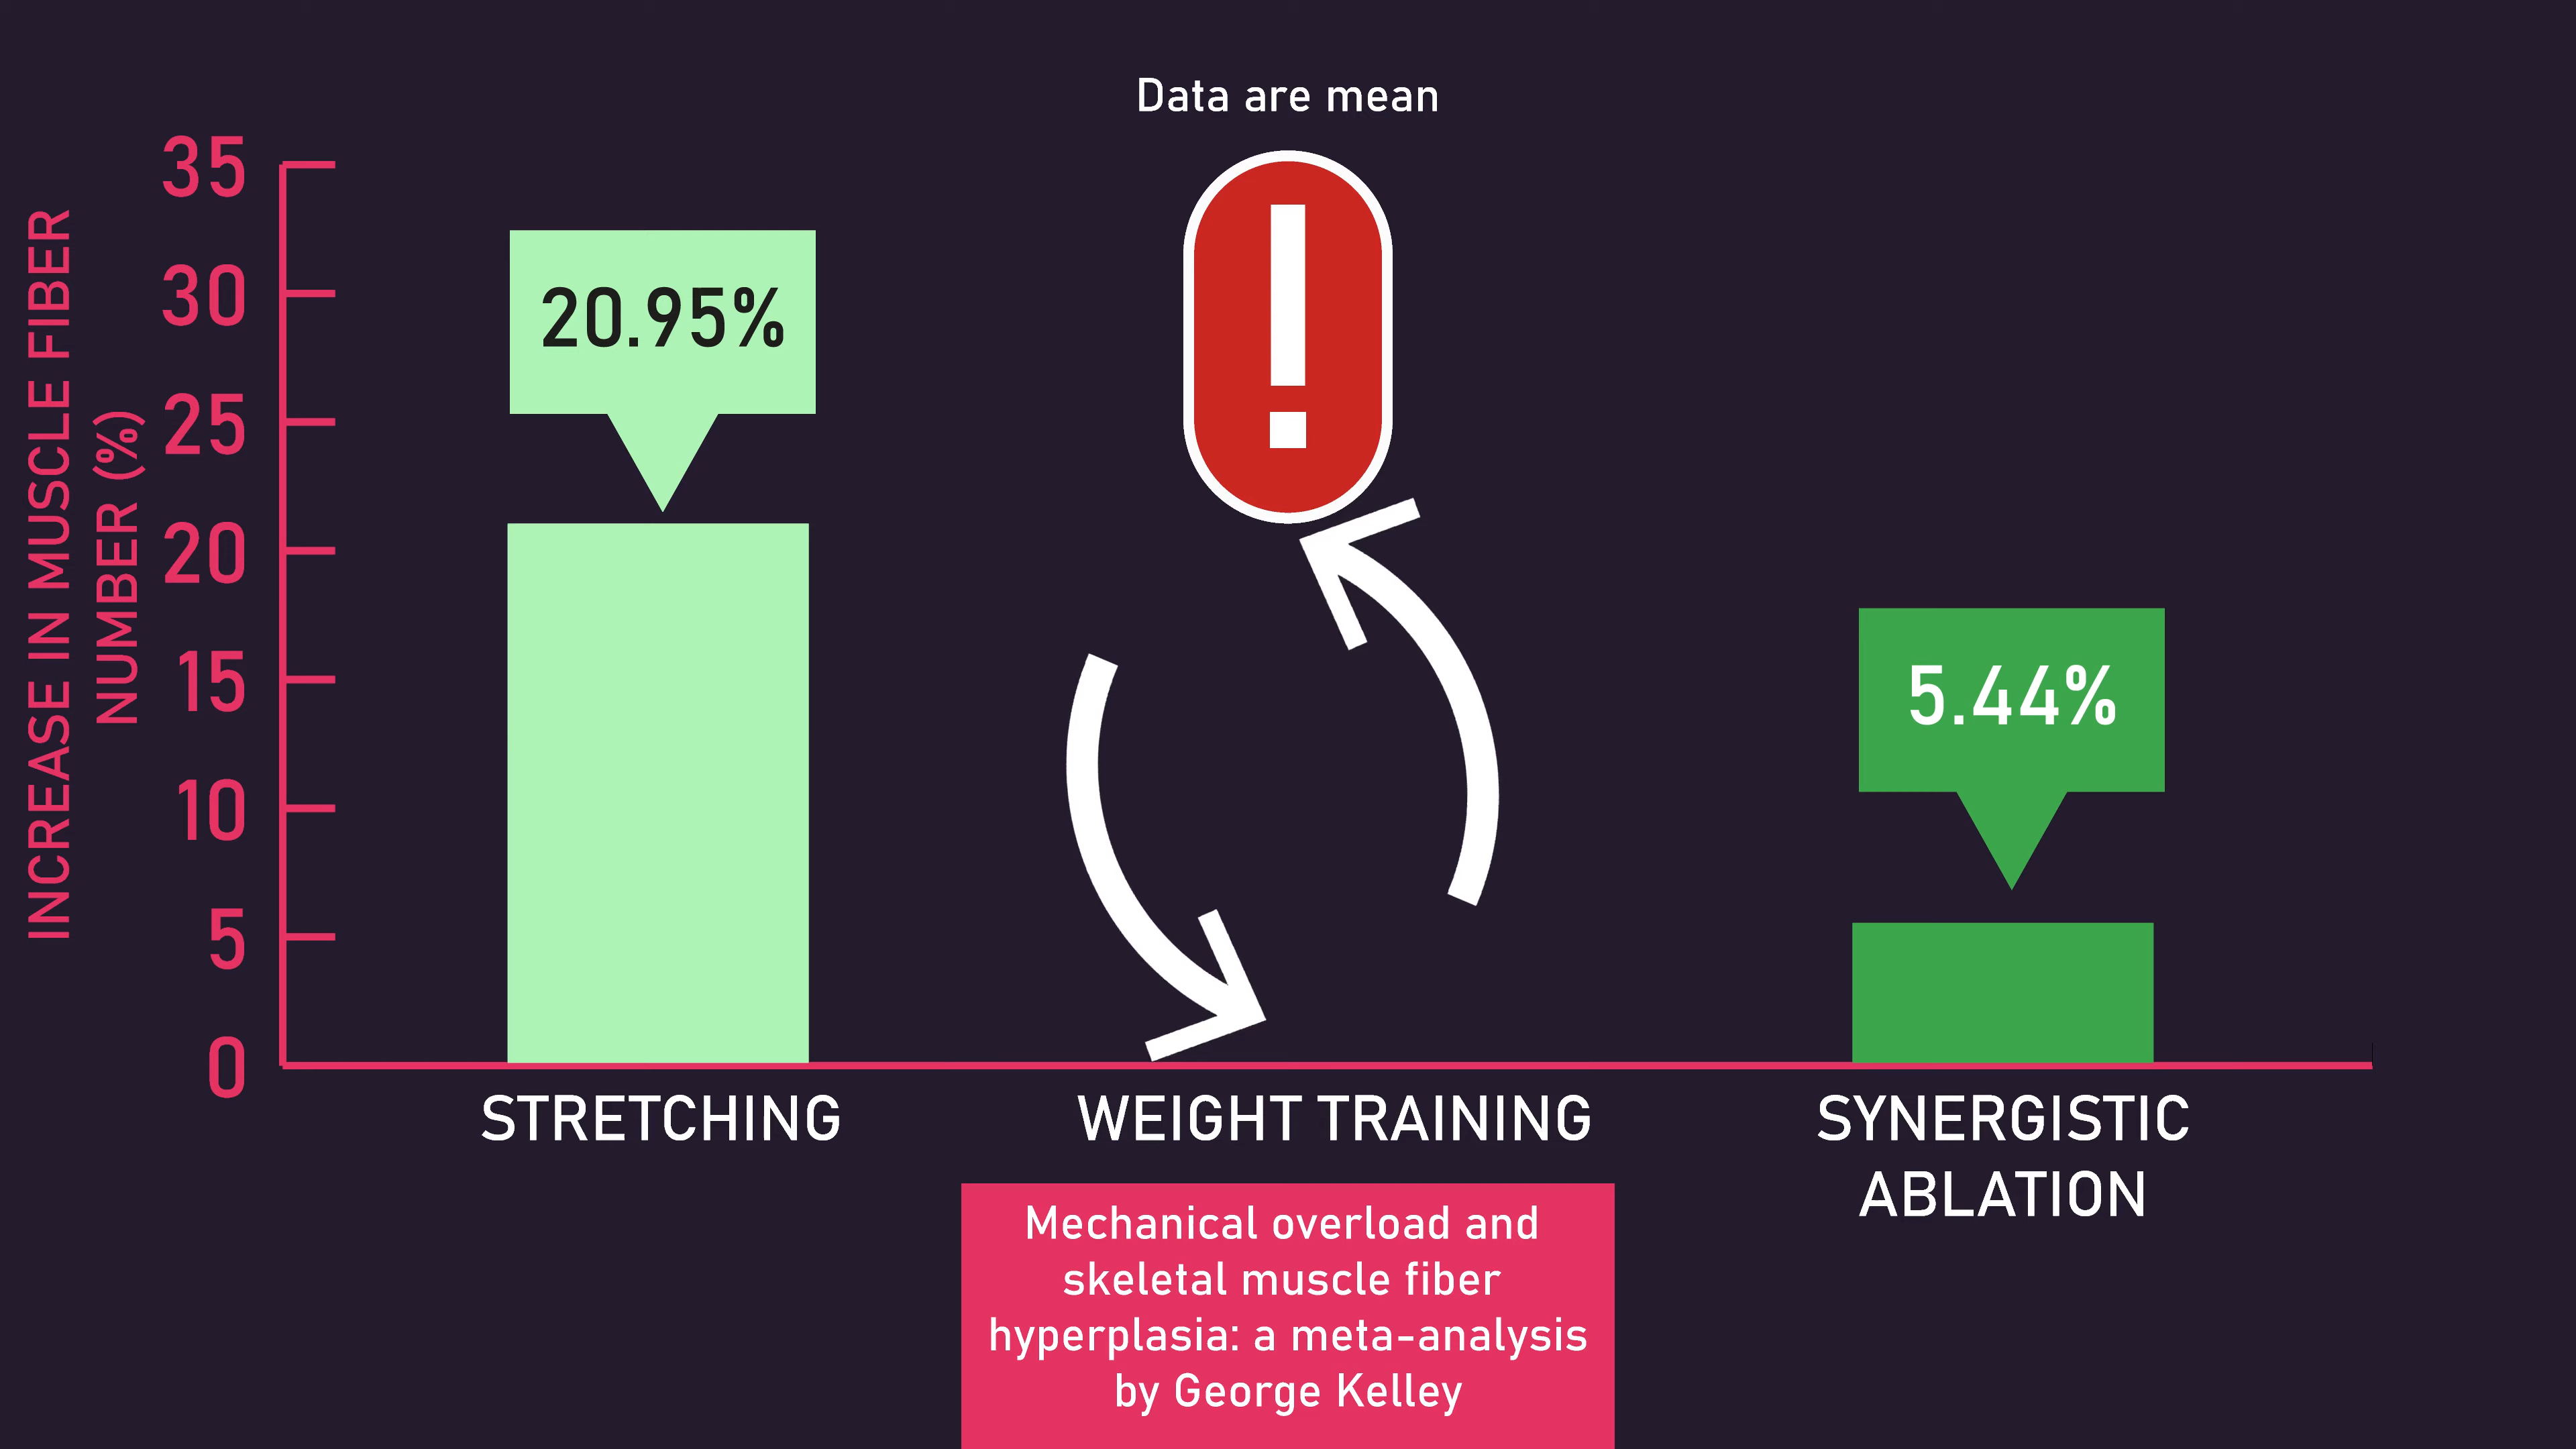 Data are mean
INCREASE IN MUSCLE FIBER
NUMBER (%)
35
30
25
20
15
10
5
0
20.95%
!
5.44%
STRETCHING
WEIGHT TRAINING
SYNERGISTIC
ABLATION
Mechanical overload and
skeletal muscle fiber
hyperplasia: a meta-analysis
by George Kelley